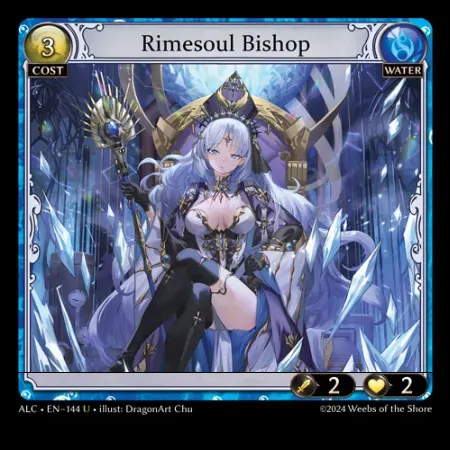 3
Rimesoul Bishop
COST
WATER
2
2
ALC • EN–144 U • illust: DragonArt Chu
©2024 Weebs of the Shore